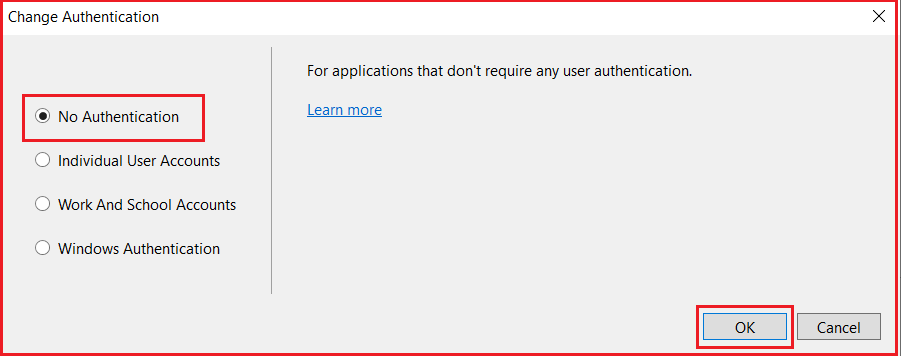 Change Authentication
For applications that don't require any user authentication.
Learn more
No Authentication
Individual User Accounts
Work And School Accounts
Windows Authentication
OK
Cancel